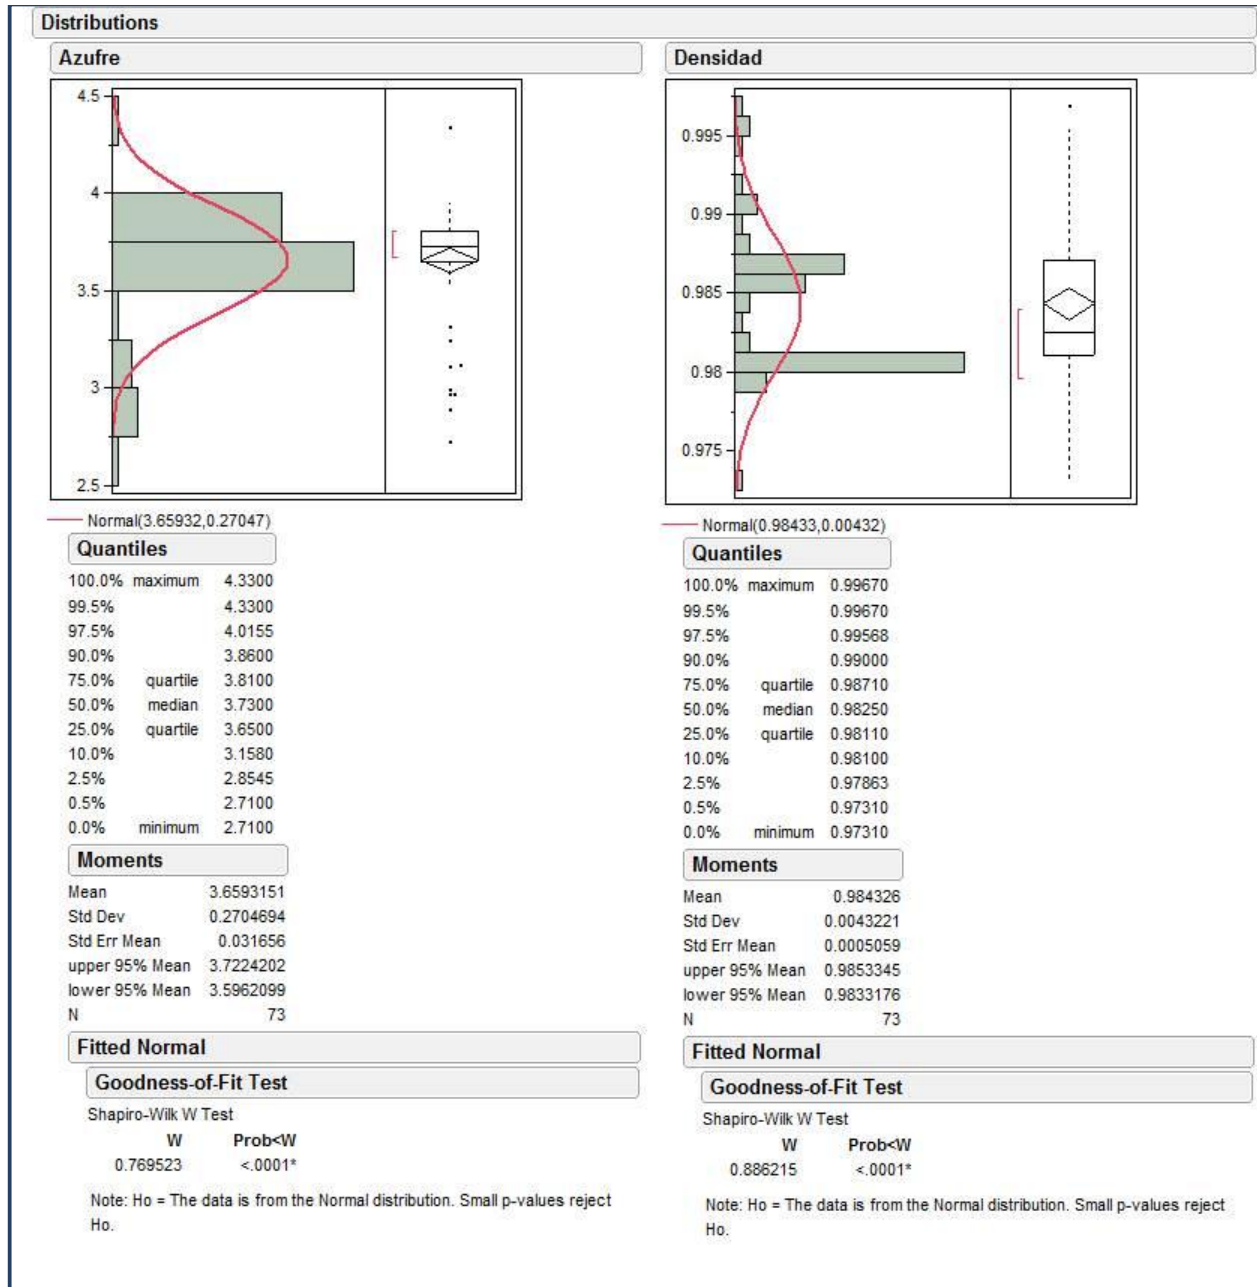 Distributions
Azufre
4.5
4
3.5
3
2.5
Normal(3.65932,0.27047)
Quantiles
100.0% maximum 4.3300
99.5% 4.3300
97.5% 4.0155
90.0% 3.8600
75.0% quartile 3.8100
50.0% median 3.7300
25.0% quartile 3.6500
10.0% 3.1580
2.5% 2.8545
0.5% 2.7100
0.0% minimum 2.7100
Moments
Mean 3.6593151
Std Dev 0.2704694
Std Err Mean 0.031656
upper 95% Mean 3.7224202
lower 95% Mean 3.5962099
N 73
Fitted Normal
Goodness-of-Fit Test
Shapiro-Wilk W Test
W Prob<W
0.769523 <.0001*
Note: Ho = The data is from the Normal distribution. Small p-values reject
Ho.
Densidad
0.995
0.99
0.985
0.98
0.975
Normal(0.98433,0.00432)
Quantiles
100.0% maximum 0.99670
99.5% 0.99670
97.5% 0.99568
90.0% 0.99000
75.0% quartile 0.98710
50.0% median 0.98250
25.0% quartile 0.98110
10.0% 0.98100
2.5% 0.97863
0.5% 0.97310
0.0% minimum 0.97310
Moments
Mean 0.984326
Std Dev 0.0043221
Std Err Mean 0.0005059
upper 95% Mean 0.9853345
lower 95% Mean 0.9833176
N 73
Fitted Normal
Goodness-of-Fit Test
Shapiro-Wilk W Test
W Prob<W
0.886215 <.0001*
Note: Ho = The data is from the Normal distribution. Small p-values reject
Ho.